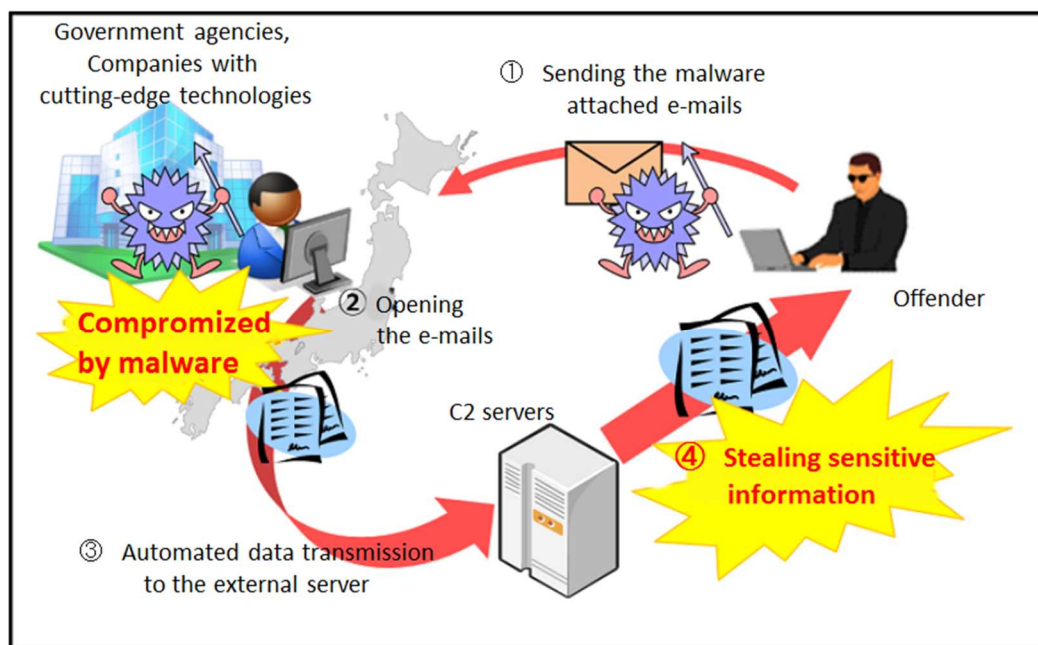 Government agencies,
Companies with
cutting-edge technologies
① Sending the malware
attached e-mails
Offender
② Opening
the e-mails
Compromized
by malware
C2 servers
③ Automated data transmission
to the external server
④ Stealing sensitive
information